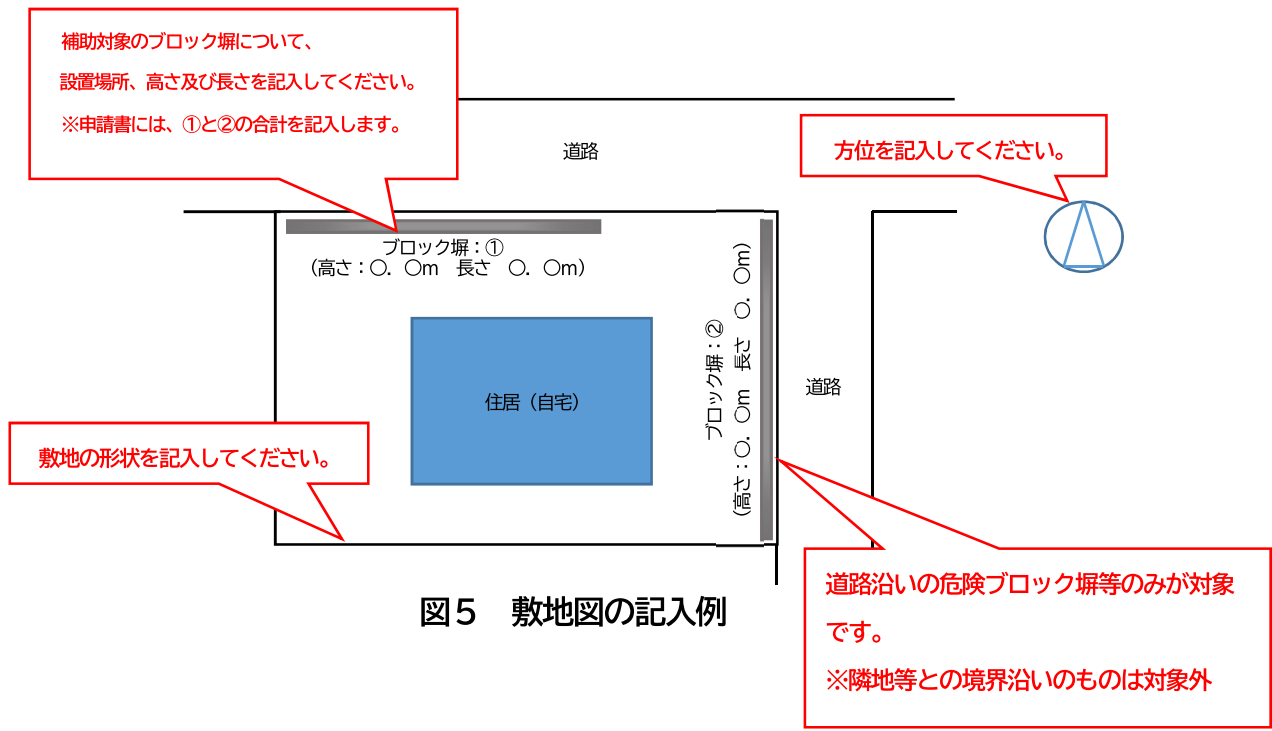 補助対象のブロック塀について、
設置場所、高さ及び長さを記入してください。
※申請書には、①と②の合計を記入します。
道路
方位を記入してください。
ブロック塀：①
（高さ：〇．〇ｍ　長さ　〇．〇ｍ）
ブロック塀：②
（高さ：〇．〇ｍ　長さ　〇．〇ｍ）
道路
住居（自宅）
敷地の形状を記入してください。
道路沿いの危険ブロック塀等のみが対象
です。
※隣地等との境界沿いのものは対象外
図５　敷地図の記入例